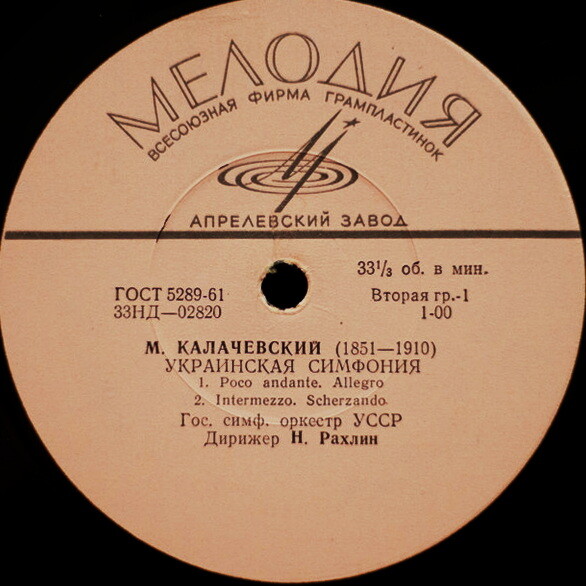 МЕЛОДИЯ
ВСЕСОЮЗНАЯ ФИРМА ГРАМПЛАСТИНОК
АПРЕЛЕВСКИЙ ЗАВОД
33⅓ об. в мин.
ГОСТ 5289-61 Вторая гр.-1
33НД—02820 1-00
М. КАЛАЧЕВСКИЙ (1851—1910)
УКРАИНСКАЯ СИМФОНИЯ
1. Poco andante. Allegro
2. Intermezzo. Scherzando.
Гос. симф. оркестр УССР
Дирижер Н. Рахлин